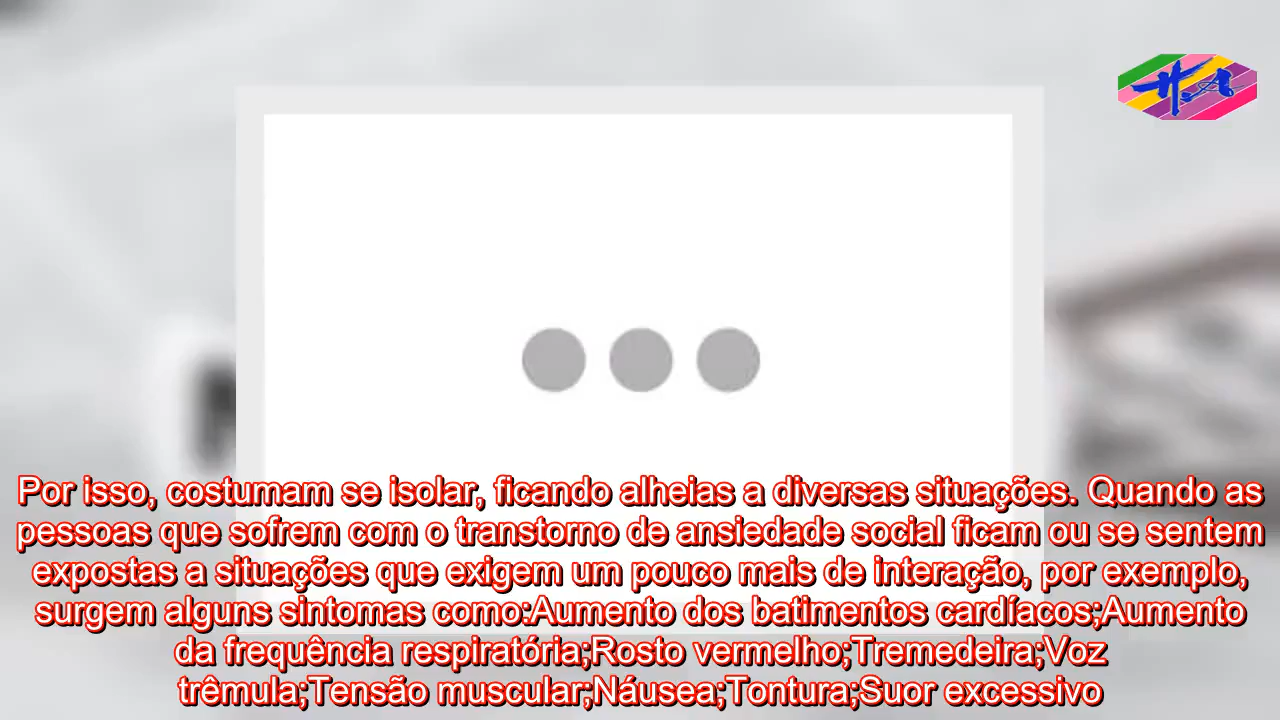 HA
Por isso, costumam se isolar, ficando alheias a diversas situações. Quando as
pessoas que sofrem com o transtorno de ansiedade social ficam ou se sentem
expostas a situações que exigem um pouco mais de interação, por exemplo,
surgem alguns sintomas como:Aumento dos batimentos cardíacos;Aumento
da frequência respiratória;Rosto vermelho;Tremedeira;Voz
trêmula;Tensão muscular;Náusea;Tontura;Suor excessivo